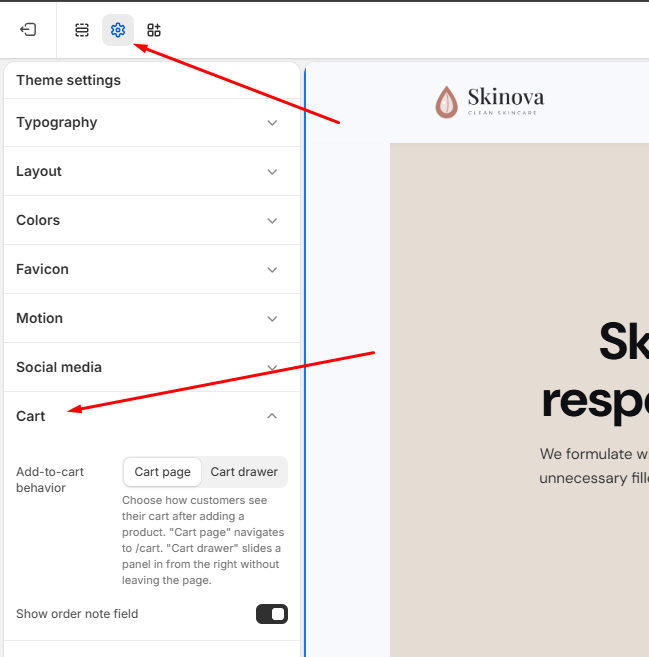 Theme settings
Typography
Layout
Colors
Favicon
Motion
Social media
Cart
Add-to-cart
behavior
Cart page
Cart drawer
Choose how customers see
their cart after adding a
product. "Cart page" navigates
to /cart. "Cart drawer" slides a
panel in from the right without
leaving the page.
Show order note field
Skinova
CLEAN SKINCARE
Sk
respo
We formulate w
unnecessary fill